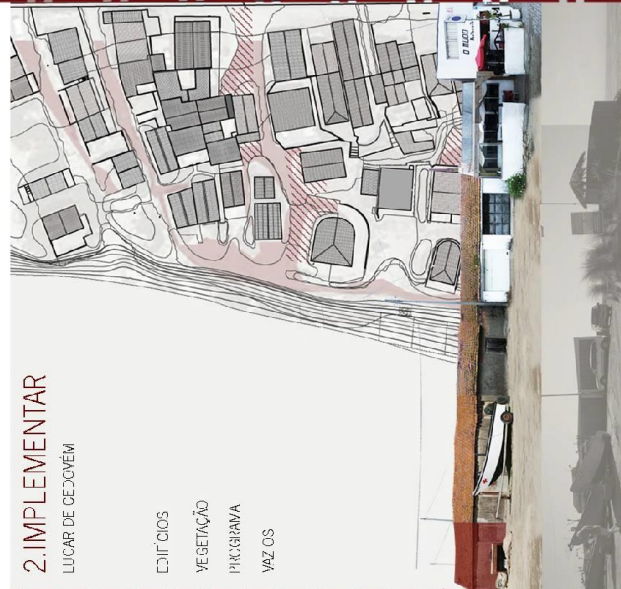 2.IMPLEMENTAR
LUGAR DE CEDOVÉM
EDIFÍCIOS
VEGETAÇÃO
PROGRAMA
VAZIOS